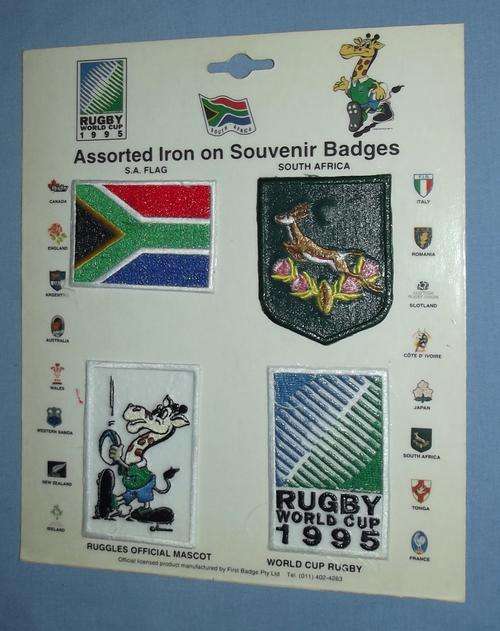 RUGBY
WORLD CUP
1995
SOUTH AFRICA
Assorted Iron on Souvenir Badges
S.A. FLAG
SOUTH AFRICA
CANADA
ENGLAND
ARGENTINA
AUSTRALIA
WALES
WESTERN SAMOA
NEW ZEALAND
IRELAND
ITALY
ROMANIA
SCOTLAND
CÔTE D'IVOIRE
JAPAN
SOUTH AFRICA
TONGA
FRANCE
RUGBY
WORLD CUP
1995
RUGGLES OFFICIAL MASCOT
WORLD CUP RUGBY
Official licensed product manufactured by First Badge Pty Ltd Tel. (011) 402-4263